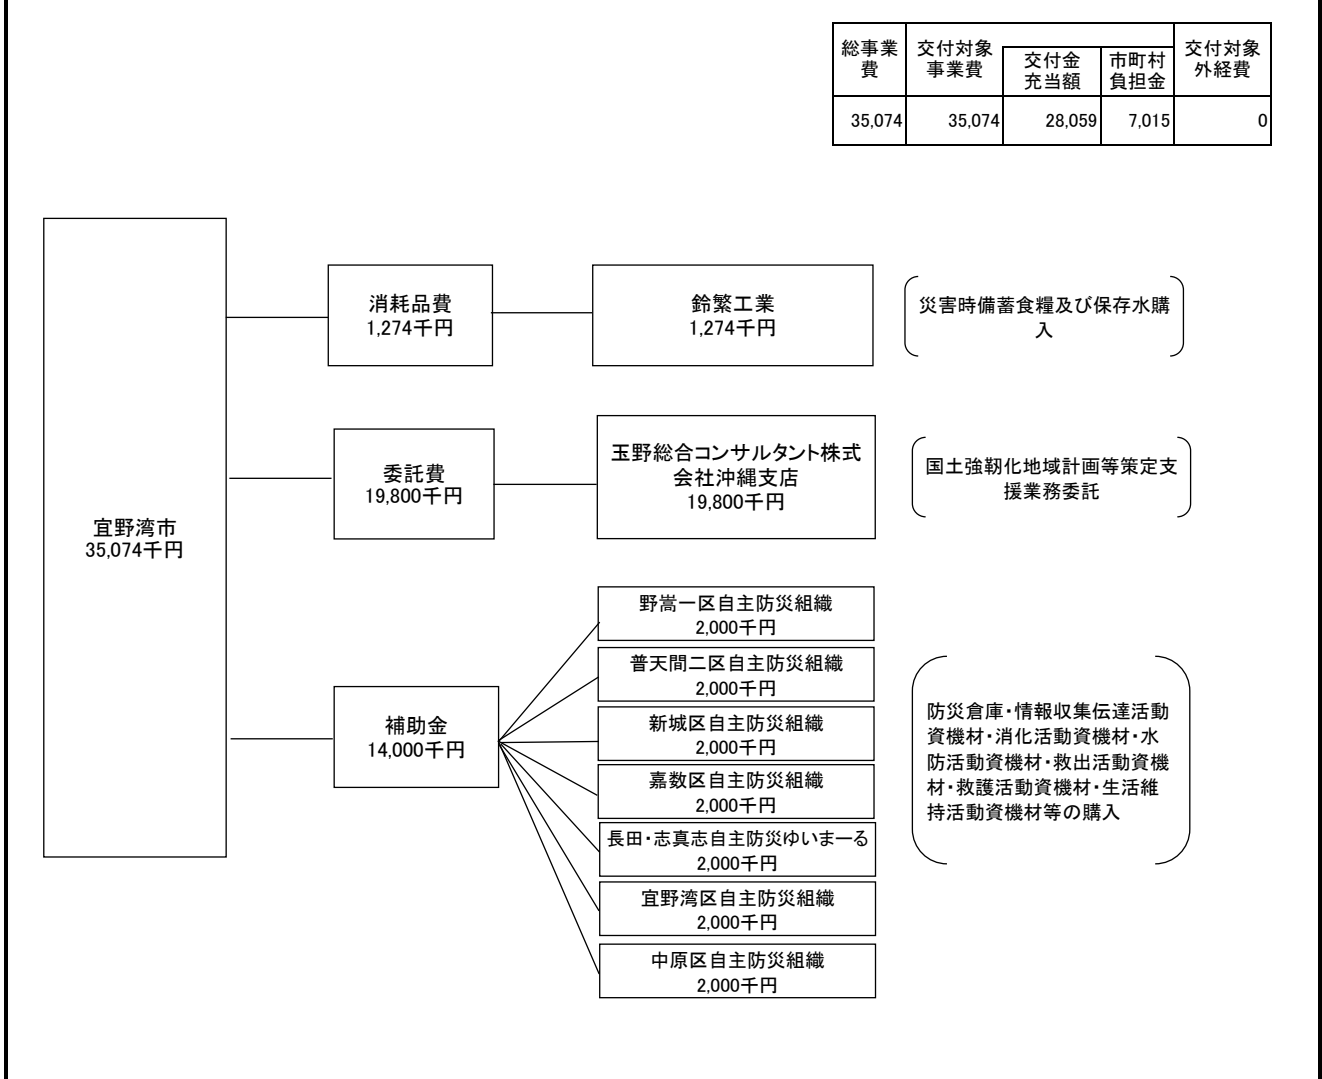 総事業
費
交付対象
事業費
交付金
充当額
市町村
負担金
交付対象
外経費
35,074
35,074
28,059
7,015
0
宜野湾市
35,074千円
消耗品費
1,274千円
鈴繁工業
1,274千円
災害時備蓄食糧及び保存水購
入
委託費
19,800千円
玉野総合コンサルタント株式
会社沖縄支店
19,800千円
国土強靭化地域計画等策定支
援業務委託
補助金
14,000千円
野嵩一区自主防災組織
2,000千円
普天間二区自主防災組織
2,000千円
新城区自主防災組織
2,000千円
嘉数区自主防災組織
2,000千円
長田・志真志自主防災ゆいまーる
2,000千円
宜野湾区自主防災組織
2,000千円
中原区自主防災組織
2,000千円
防災倉庫・情報収集伝達活動
資機材・消化活動資機材・水
防活動資機材・救出活動資機
材・救護活動資機材・生活維
持活動資機材等の購入